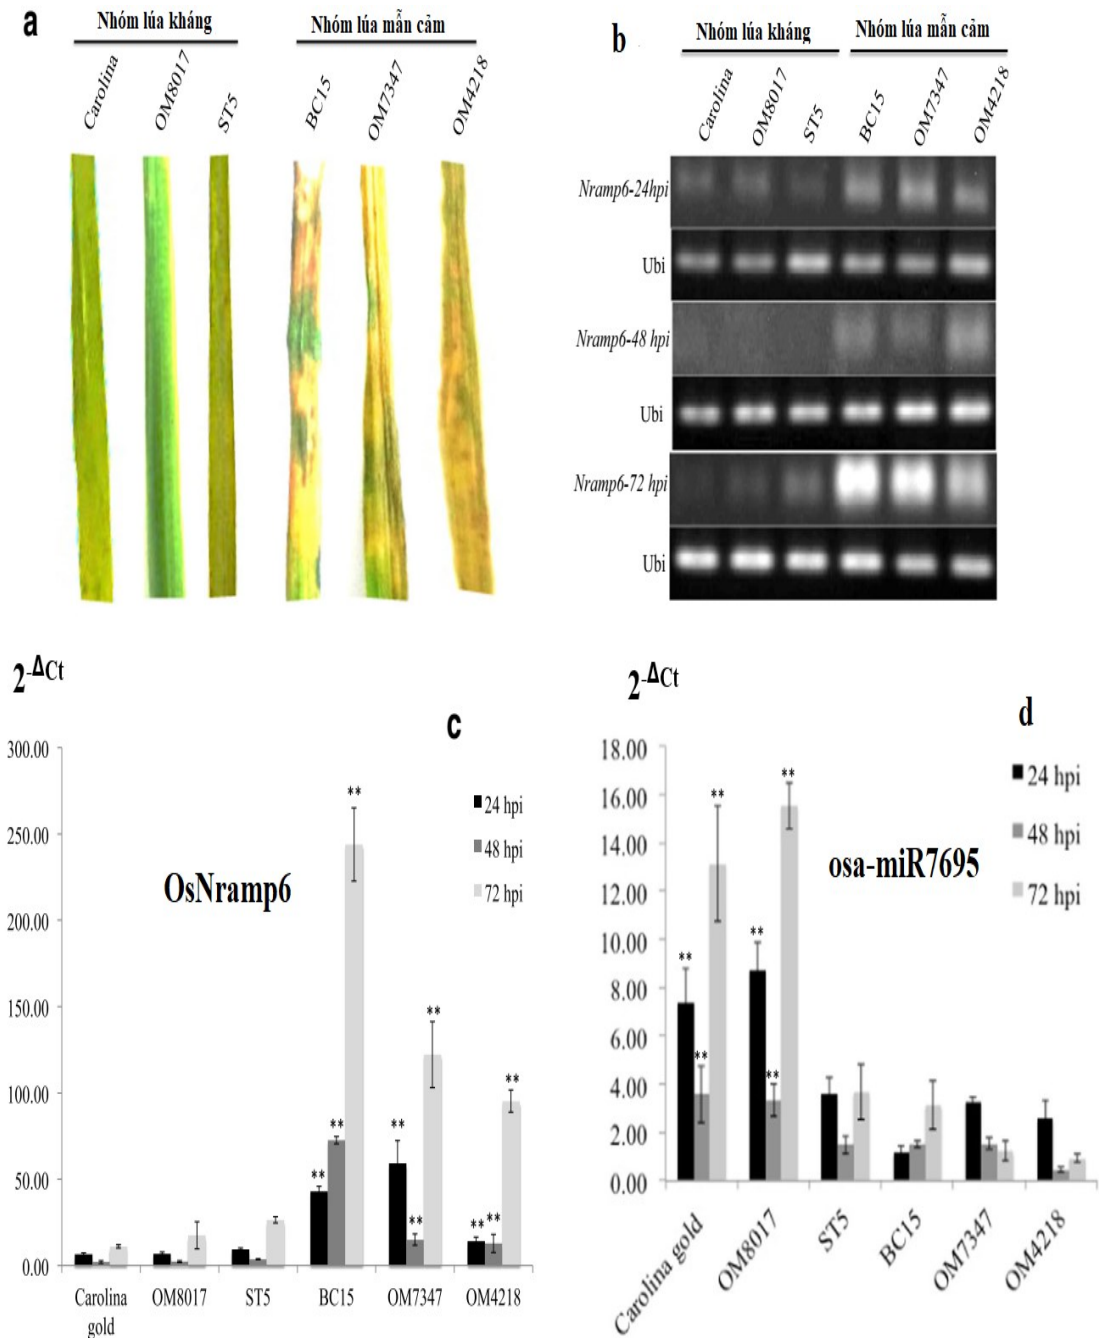 a
Nhóm lúa kháng
Nhóm lúa mẫn cảm
Carolina
OM8017
ST5
BC15
OM7347
OM4218
b
Nhóm lúa kháng
Nhóm lúa mẫn cảm
Carolina
OM8017
ST5
BC15
OM7347
OM4218
Nramp6-24hpi
Ubi
Nramp6-48 hpi
Ubi
Nramp6-72 hpi
Ubi
2-ΔCt
c
300.00
250.00
200.00
150.00
100.00
50.00
0.00
OsNramp6
24 hpi
48 hpi
72 hpi
**
**
**
**
**
**
**
**
**
Carolina
gold
OM8017
ST5
BC15
OM7347
OM4218
2-ΔCt
d
18.00
16.00
14.00
12.00
10.00
8.00
6.00
4.00
2.00
0.00
osa-miR7695
24 hpi
48 hpi
72 hpi
**
**
**
**
**
**
Carolina gold
OM8017
ST5
BC15
OM7347
OM4218